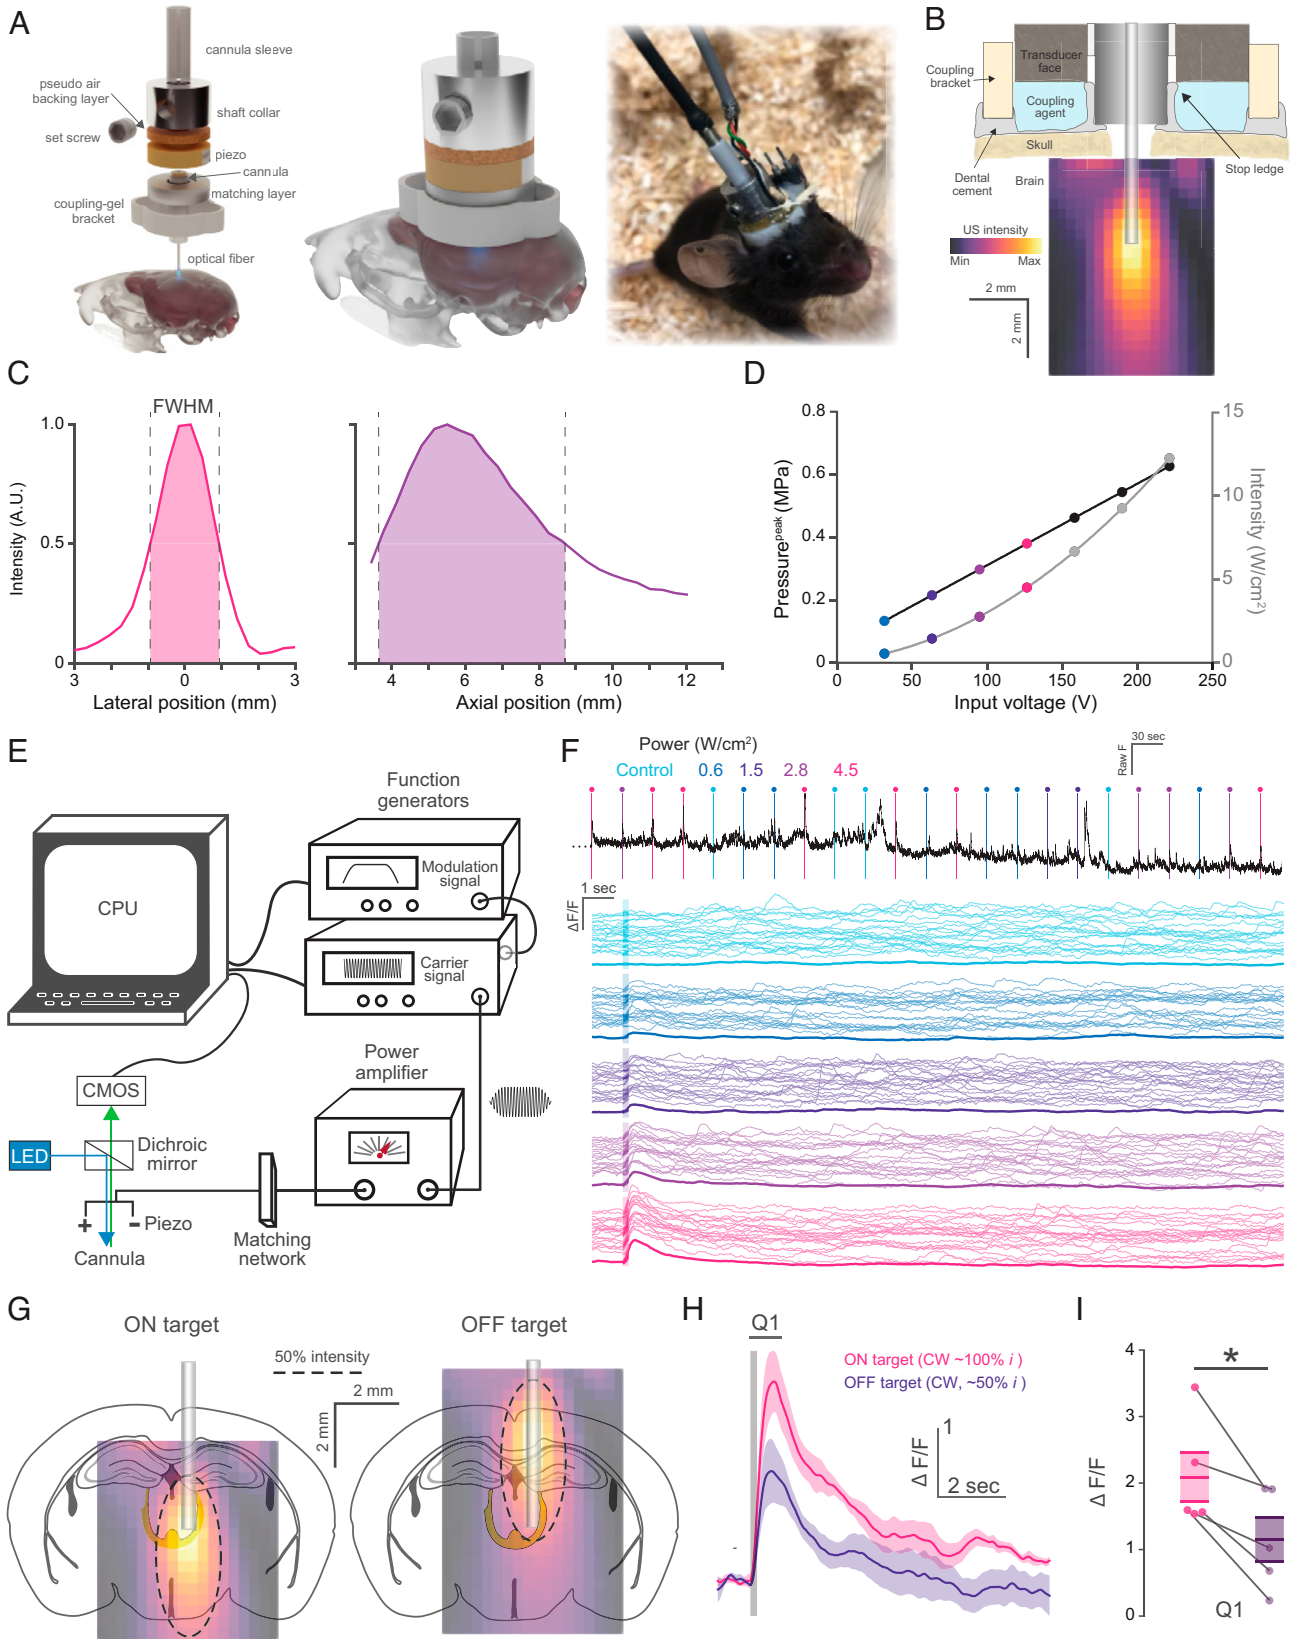 A
cannula sleeve
pseudo air
backing layer
shaft collar
set screw
piezo
cannula
matching layer
coupling-gel
bracket
optical fiber
B
Coupling
bracket
Transducer
face
Coupling
agent
Skull
Dental
cement
Brain
Stop ledge
US intensity
Min Max
2 mm
2 mm
C
FWHM
Intensity (A.U.)
1.0
0.5
0
3 0 3
Lateral position (mm)
4 6 8 10 12
Axial position (mm)
D
Pressure^peak (MPa)
0.8
0.6
0.4
0.2
0
15
10
5
0
Intensity (W/cm²)
0 50 100 150 200 250
Input voltage (V)
E
Function
generators
Modulation
signal
CPU
Carrier
signal
Power
amplifier
CMOS
LED
Dichroic
mirror
+ - Piezo
Cannula
Matching
network
F
Power (W/cm²)
Control 0.6 1.5 2.8 4.5
30 sec
Raw F
1 sec
Δ F/F
G
ON target
OFF target
50% intensity
2 mm
2 mm
H
Q1
ON target (CW ~100% i )
OFF target (CW, ~50% i )
1
Δ F/F
2 sec
I
*
4
3
2
1
0
Δ F/F
Q1